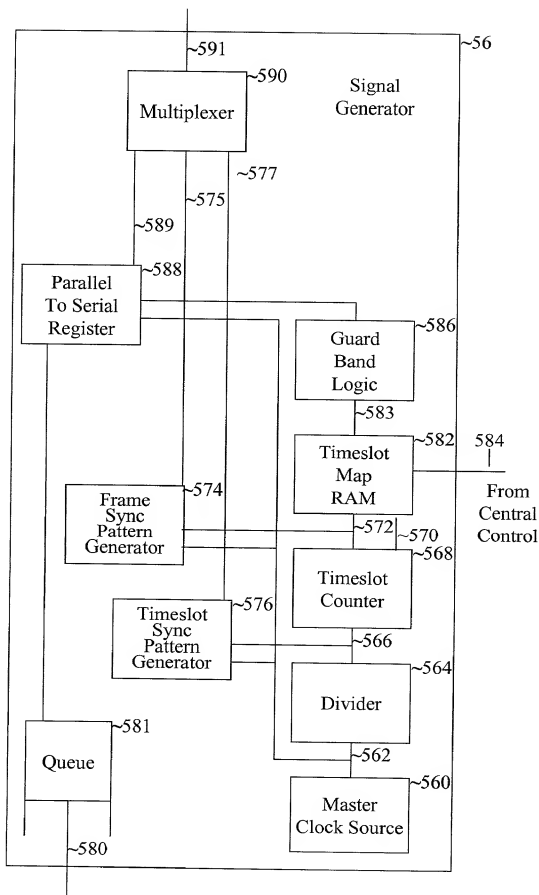 591
56
590
Multiplexer
Signal
Generator
577
575
589
588
Parallel
To Serial
Register
586
Guard
Band
Logic
583
582
584
Timeslot
Map
RAM
From
Central
Control
574
Frame
Sync
Pattern
Generator
572
570
568
Timeslot
Counter
576
Timeslot
Sync
Pattern
Generator
566
564
Divider
581
Queue
562
560
Master
Clock Source
580